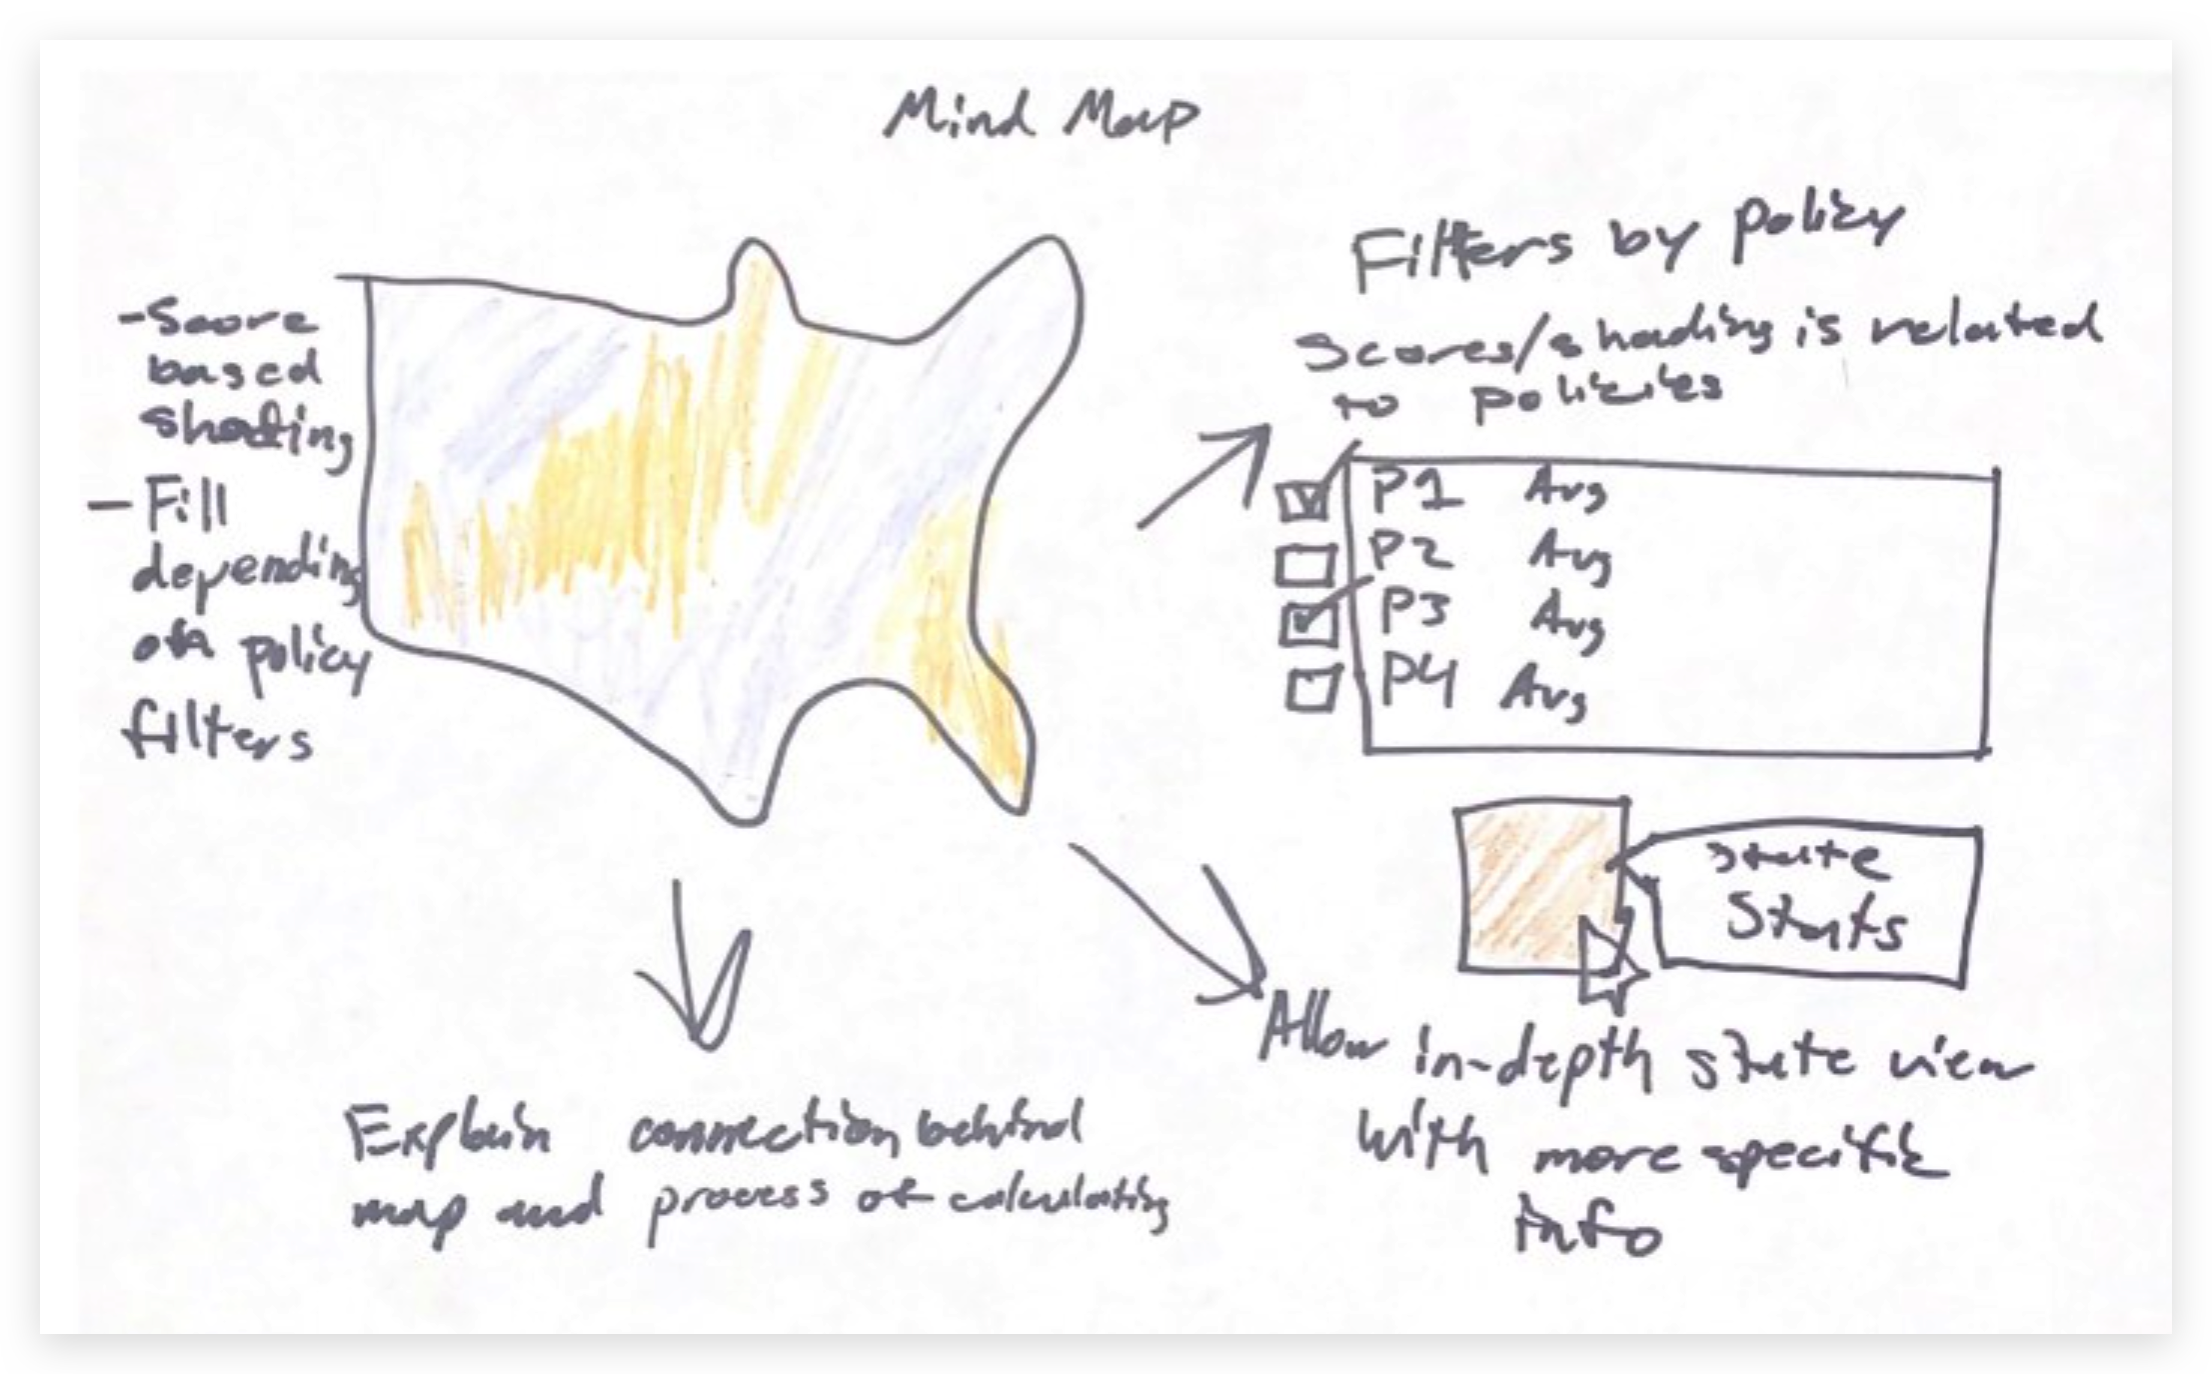 Mind Map
- Score
based
shading
- Fill
depending
on policy
filters
Filters by policy
Scores/shading is related
to policies
P1 Avg
P2 Avg
P3 Avg
P4 Avg
State
Stats
Allow in-depth state view
with more specific
info
Explain connection behind
map and process of calculating